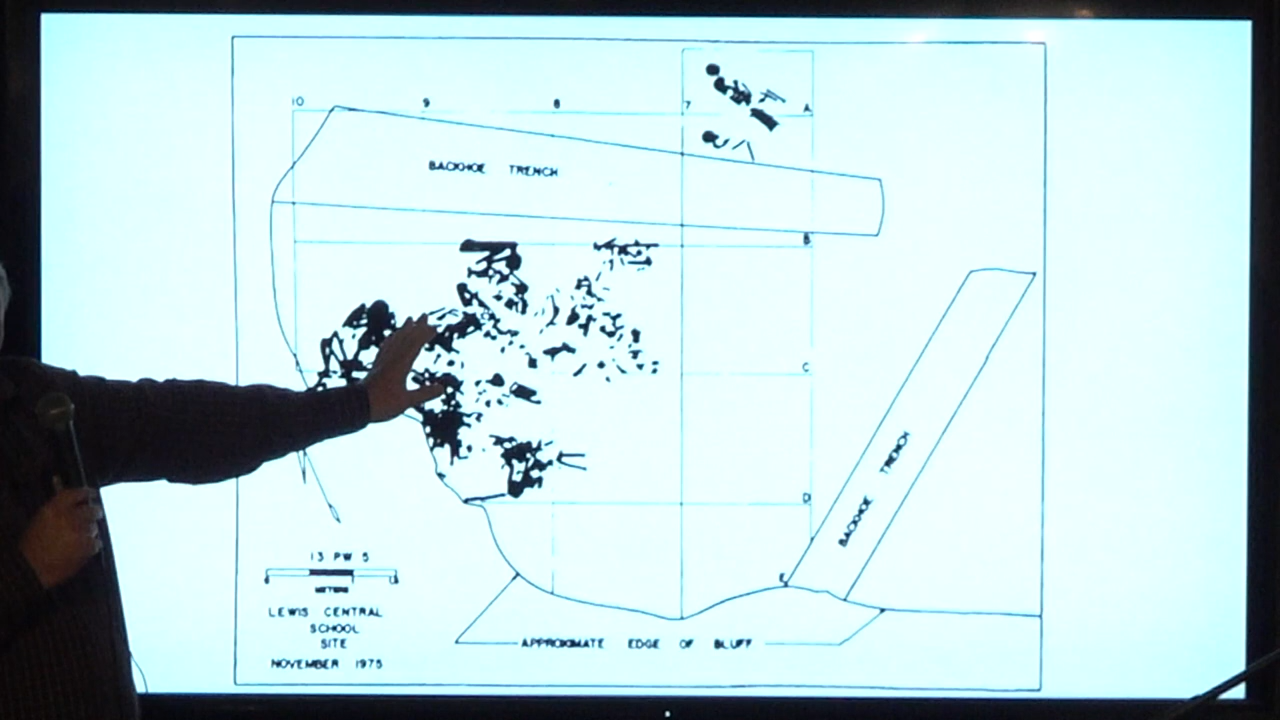 10 9 8 7 A
BACKHOE TRENCH
B
C
D
BACKHOE TRENCH
E
13 PW 5
METERS
LEWIS CENTRAL
SCHOOL
SITE
NOVEMBER 1975
APPROXIMATE EDGE OF BLUFF